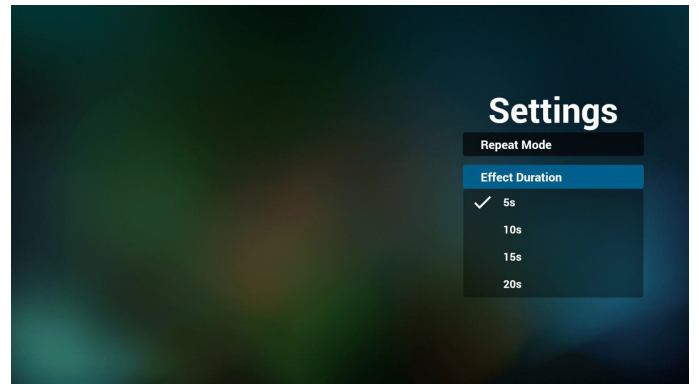 Settings
Repeat Mode
Effect Duration
5s
10s
15s
20s